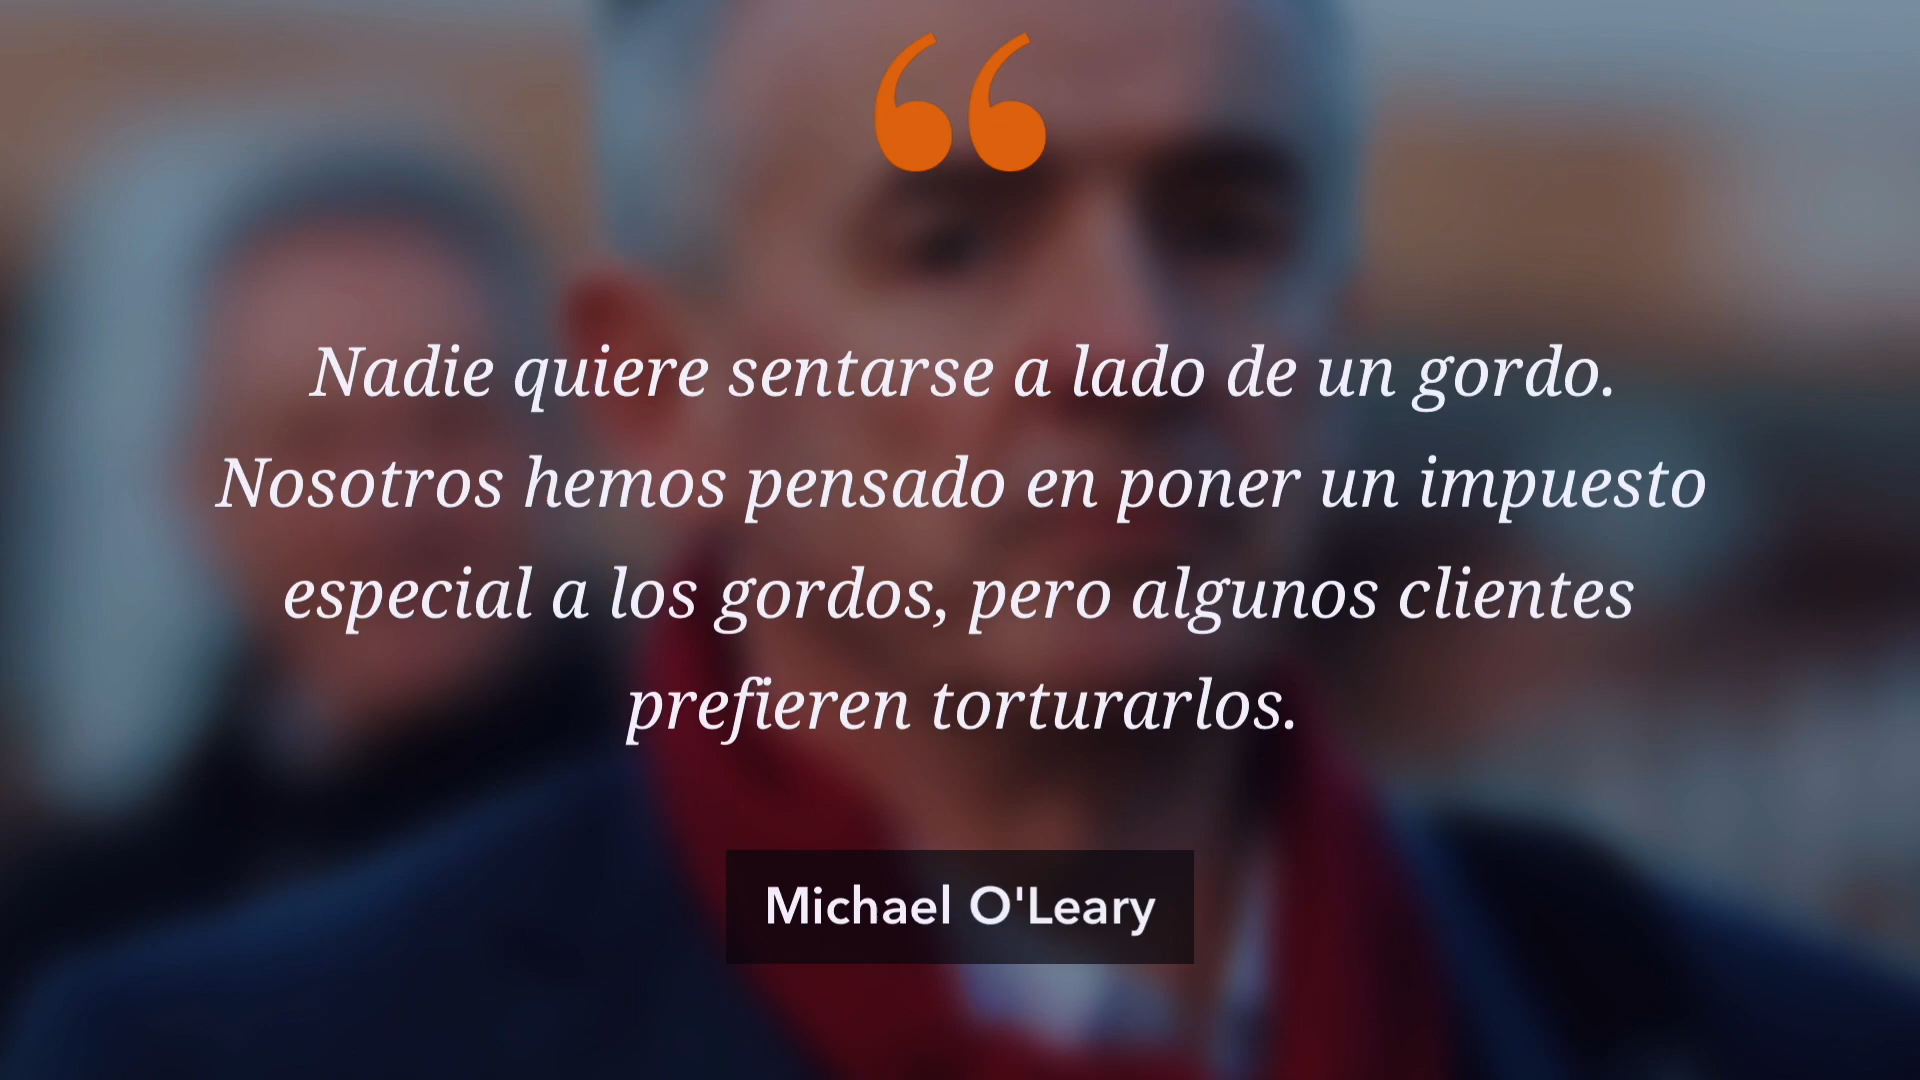 “
Nadie quiere sentarse a lado de un gordo.
Nosotros hemos pensado en poner un impuesto
especial a los gordos, pero algunos clientes
prefieren torturarlos.
Michael O'Leary